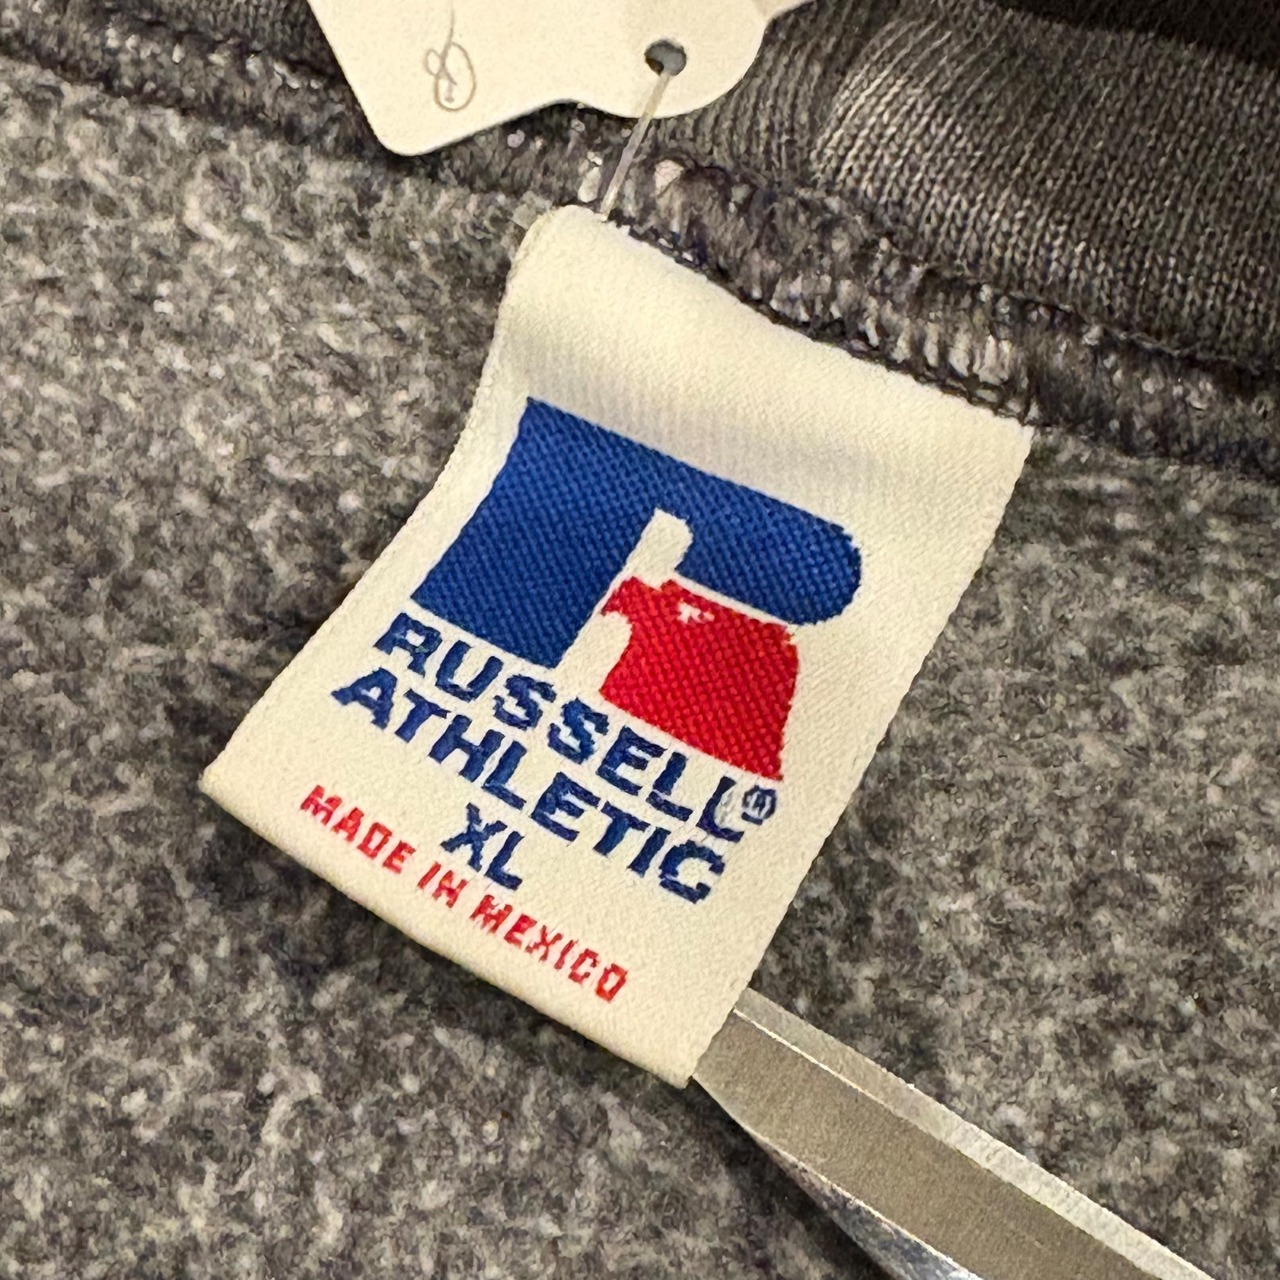 RUSSELL®
ATHLETIC
XL
MADE IN MEXICO